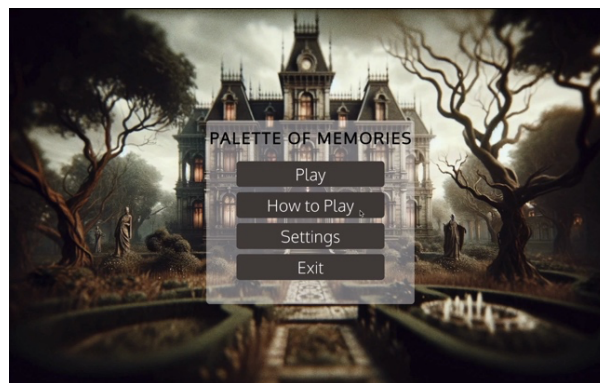 PALETTE OF MEMORIES
Play
How to Play
Settings
Exit